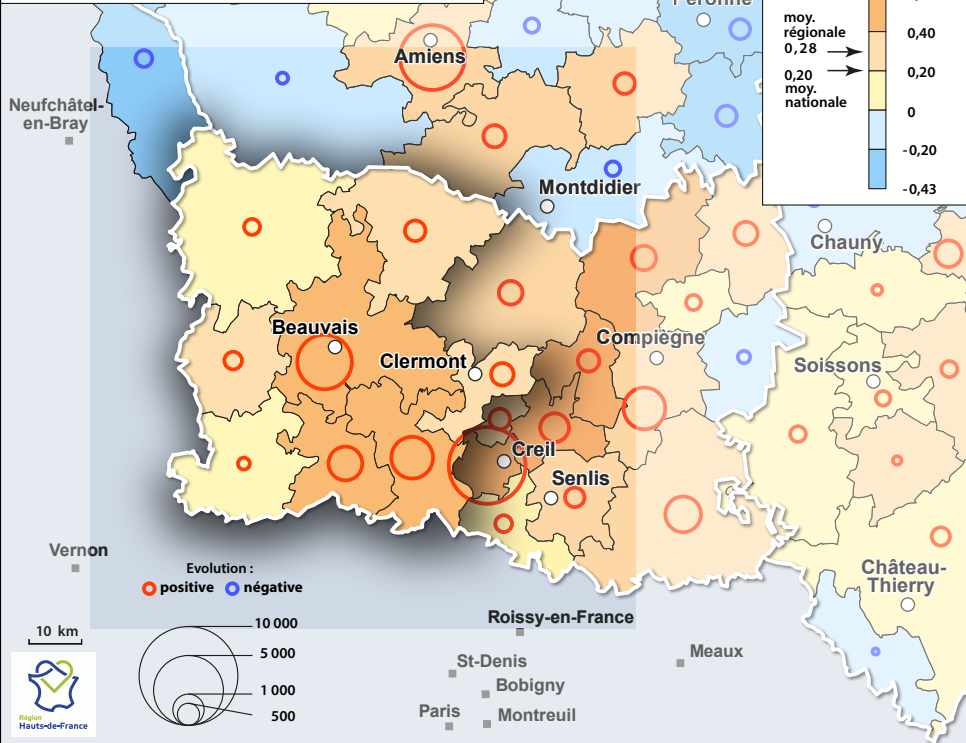 Péronne
moy.
régionale
0,28
0,20
moy.
nationale
0,40
0,20
0
-0,20
-0,43
Amiens
Neufchâtel-
en-Bray
Montdidier
Chauny
Beauvais
Clermont
Compiègne
Soissons
Creil
Senlis
Vernon
Château-
Thierry
Evolution :
positive
négative
10 000
5 000
1 000
500
10 km
Région
Hauts-de-France
Roissy-en-France
St-Denis
Meaux
Bobigny
Paris
Montreuil